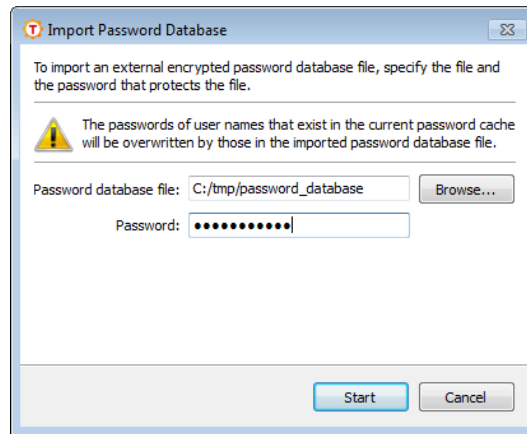 T Import Password Database
To import an external encrypted password database file, specify the file and
the password that protects the file.
The passwords of user names that exist in the current password cache
will be overwritten by those in the imported password database file.
Password database file: C:/tmp/password_database Browse...
Password: •••••••••••
Start Cancel